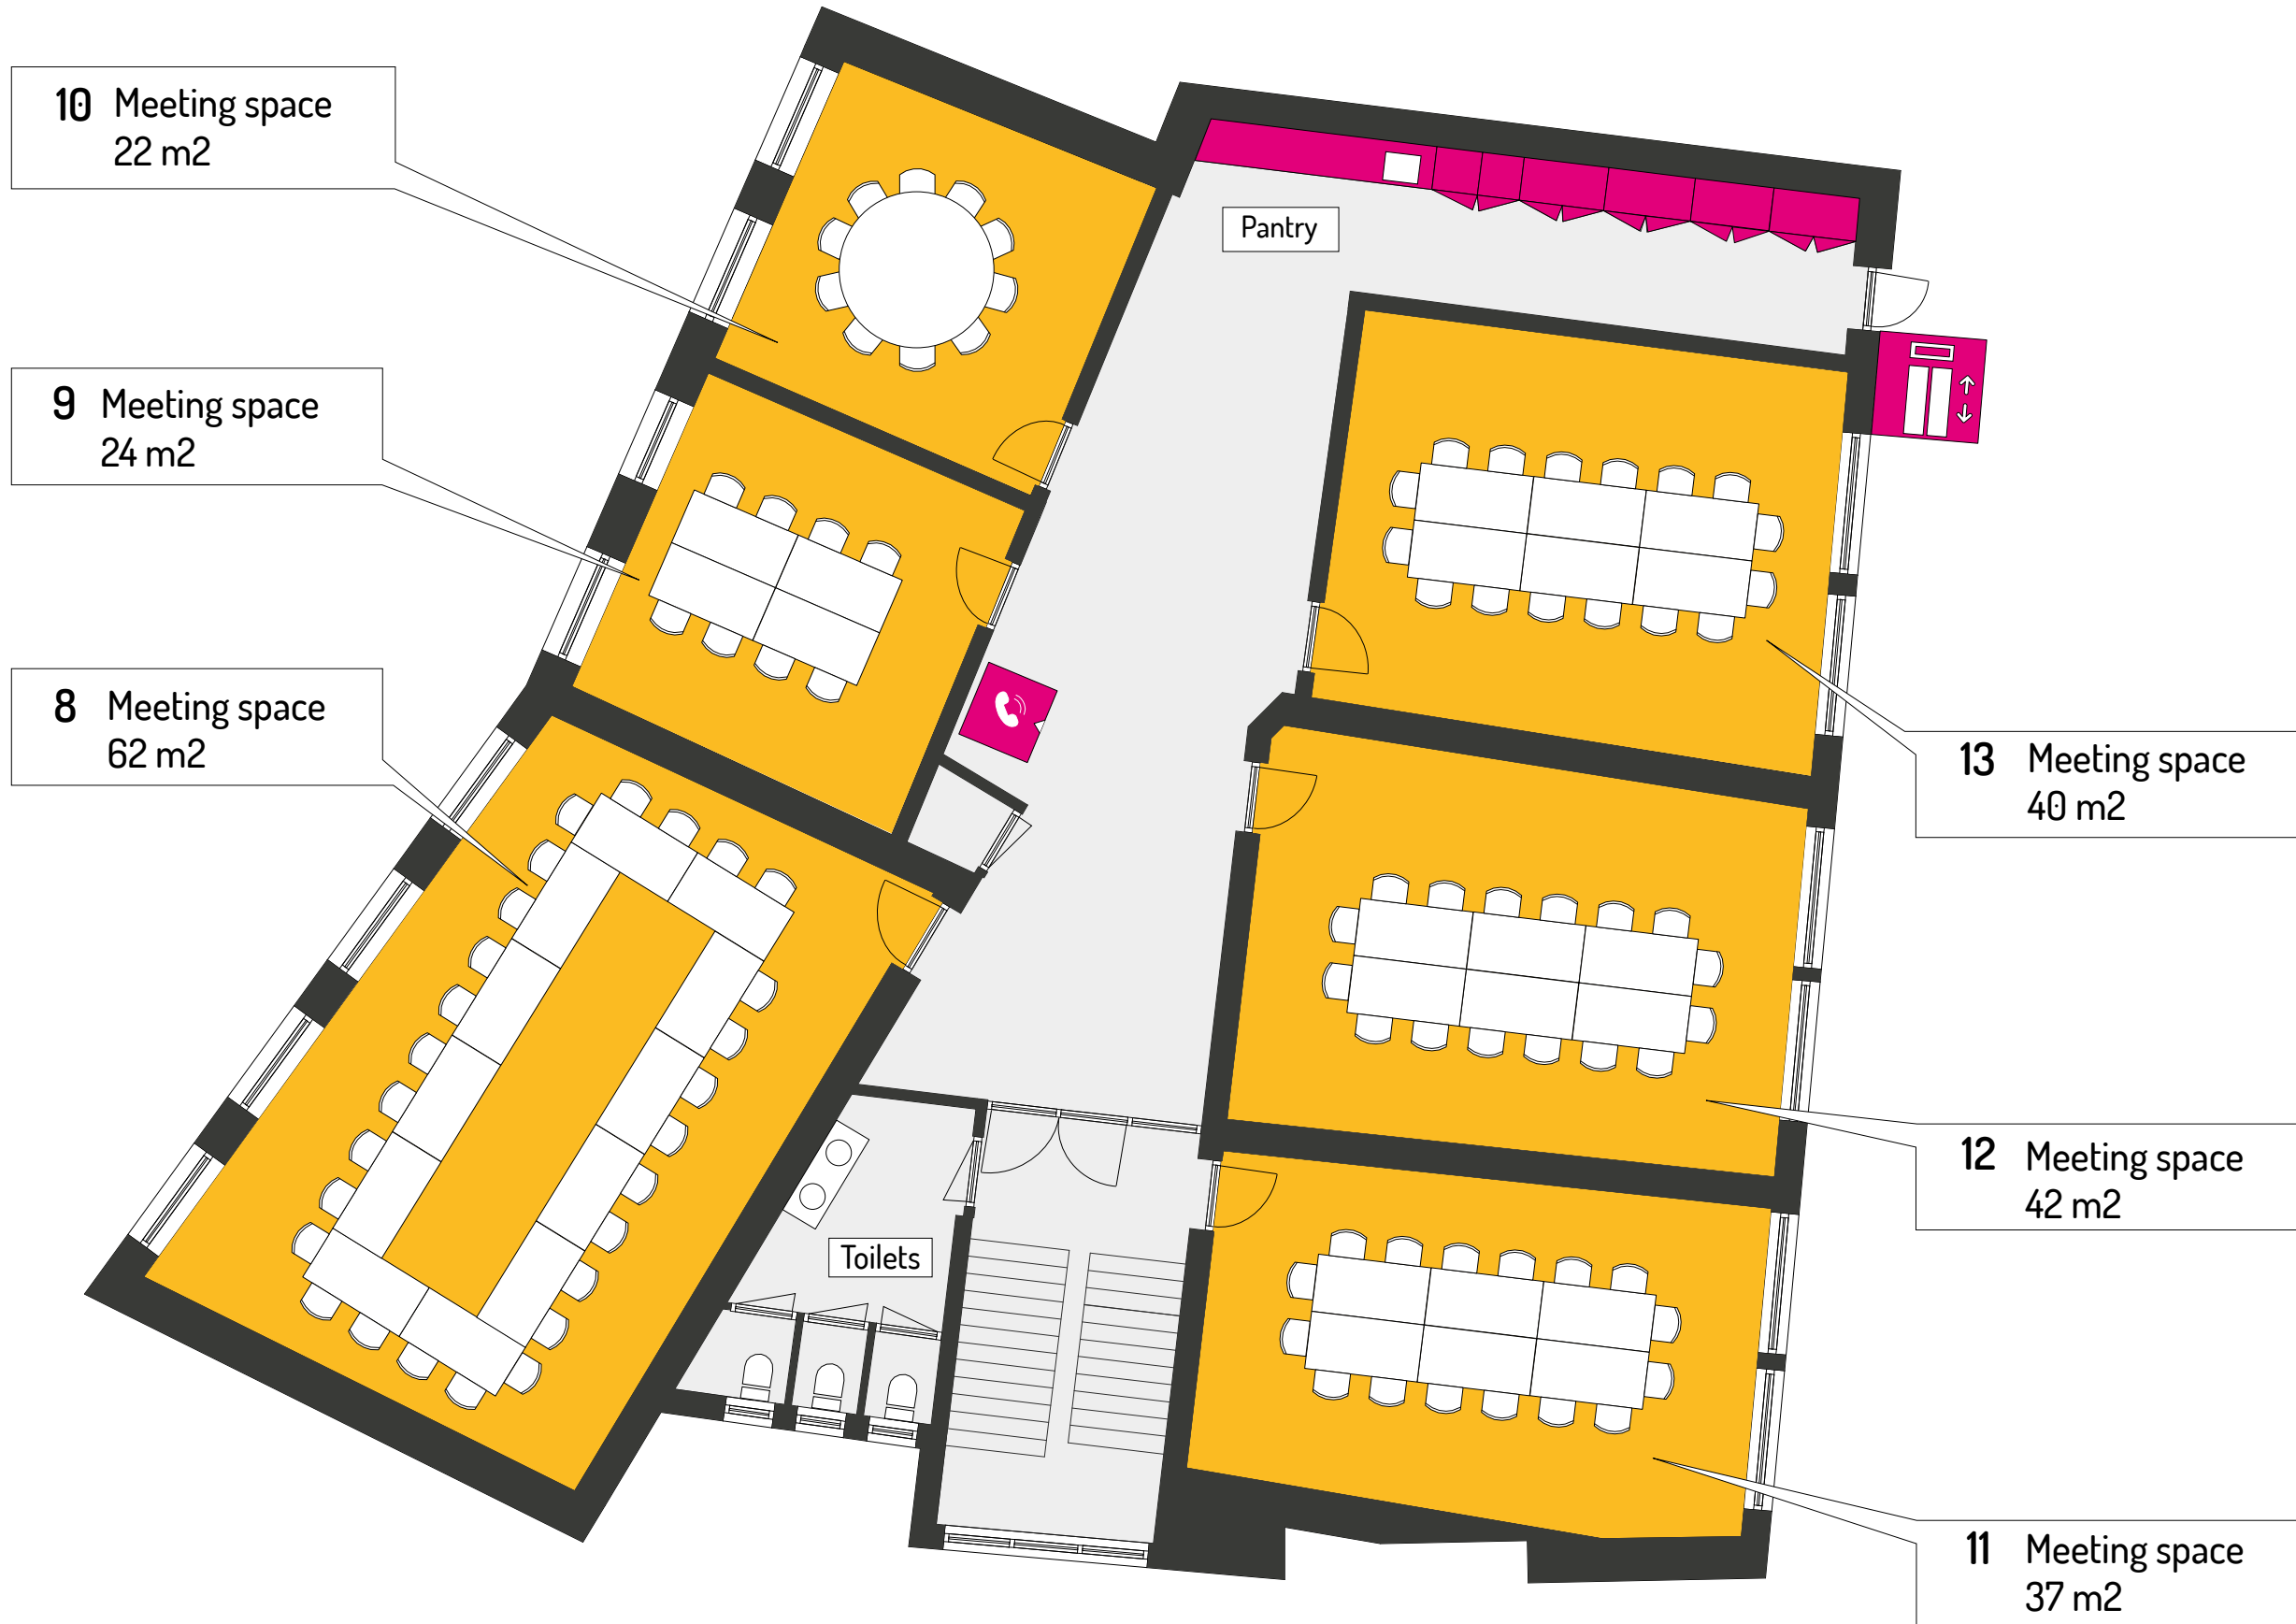 10 Meeting space
22 m2
Pantry
9 Meeting space
24 m2
8 Meeting space
62 m2
13 Meeting space
40 m2
12 Meeting space
42 m2
Toilets
11 Meeting space
37 m2